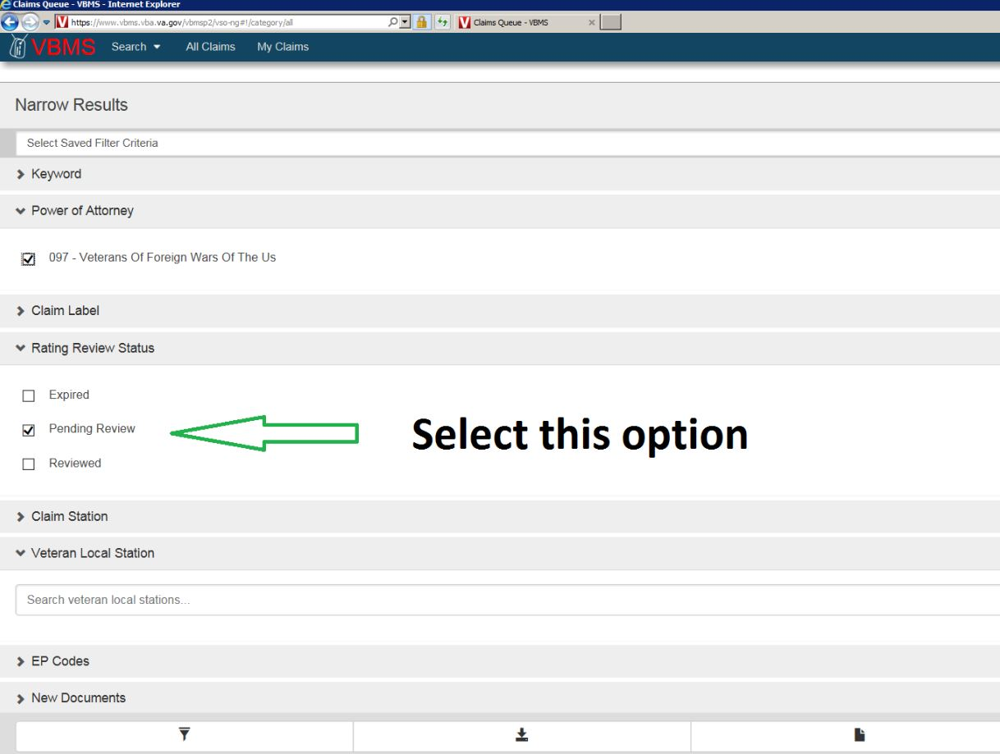 Claims Queue - VBMS - Internet Explorer
https://www.vbms.vba.va.gov/vbmsp2/vso-ng#!/category/all
Claims Queue - VBMS
VBMS Search All Claims My Claims
Narrow Results
Select Saved Filter Criteria
Keyword
Power of Attorney
097 - Veterans Of Foreign Wars Of The Us
Claim Label
Rating Review Status
Expired
Pending Review
Select this option
Reviewed
Claim Station
Veteran Local Station
Search veteran local stations...
EP Codes
New Documents